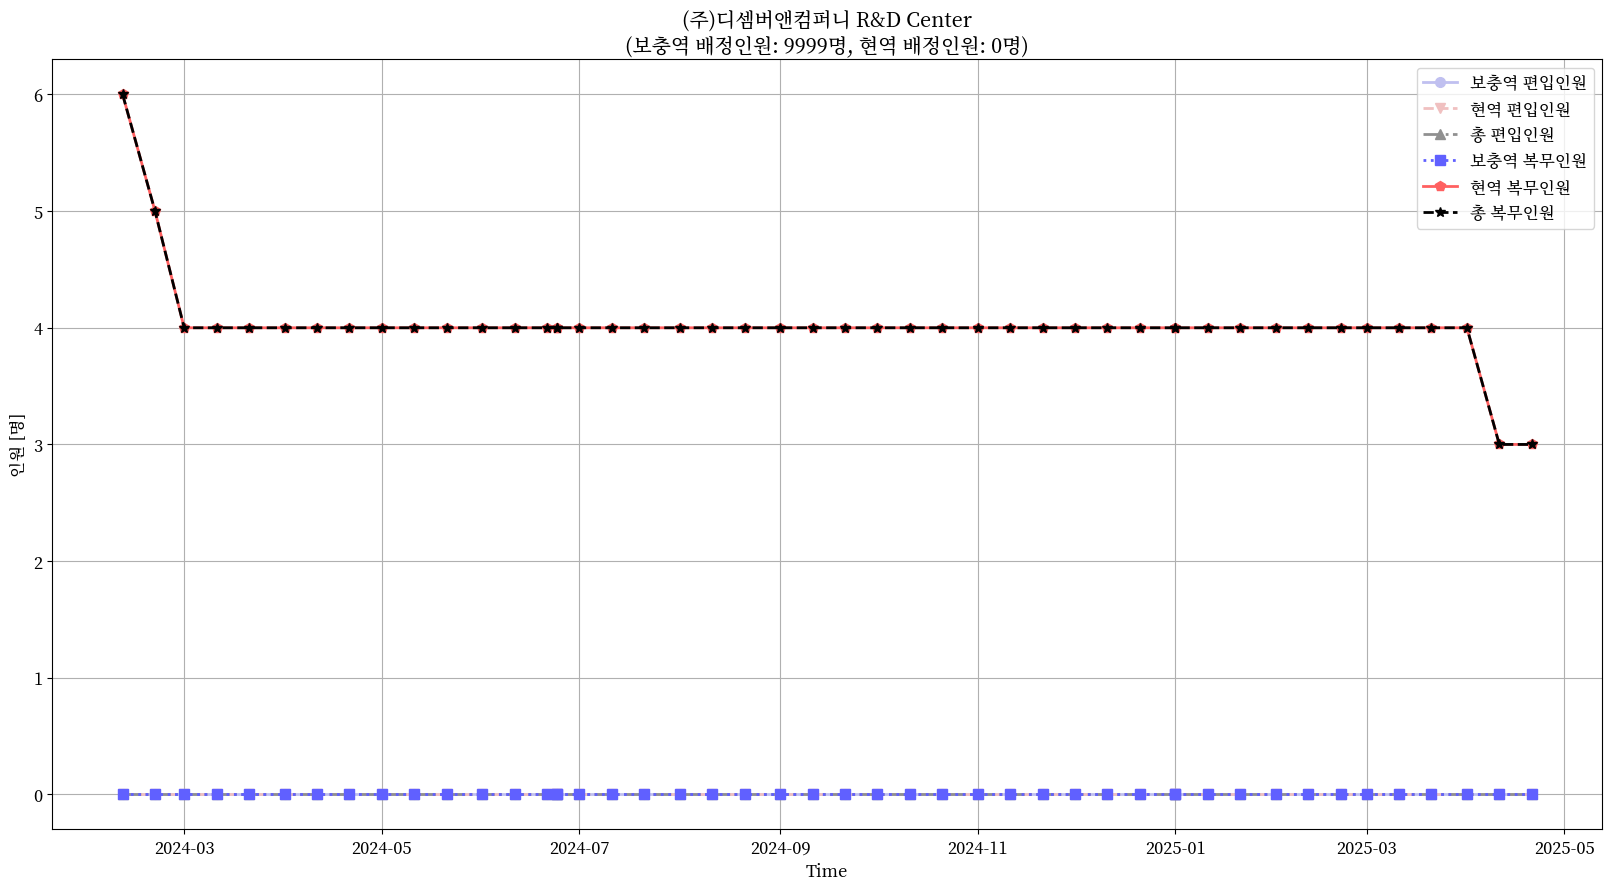 (주)디셈버앤컴퍼니 R&D Center
(보충역 배정인원: 9999명, 현역 배정인원: 0명)
보충역 편입인원
현역 편입인원
총 편입인원
보충역 복무인원
현역 복무인원
총 복무인원
인원 [명]
6
5
4
3
2
1
0
2024-03
2024-05
2024-07
2024-09
2024-11
2025-01
2025-03
2025-05
Time